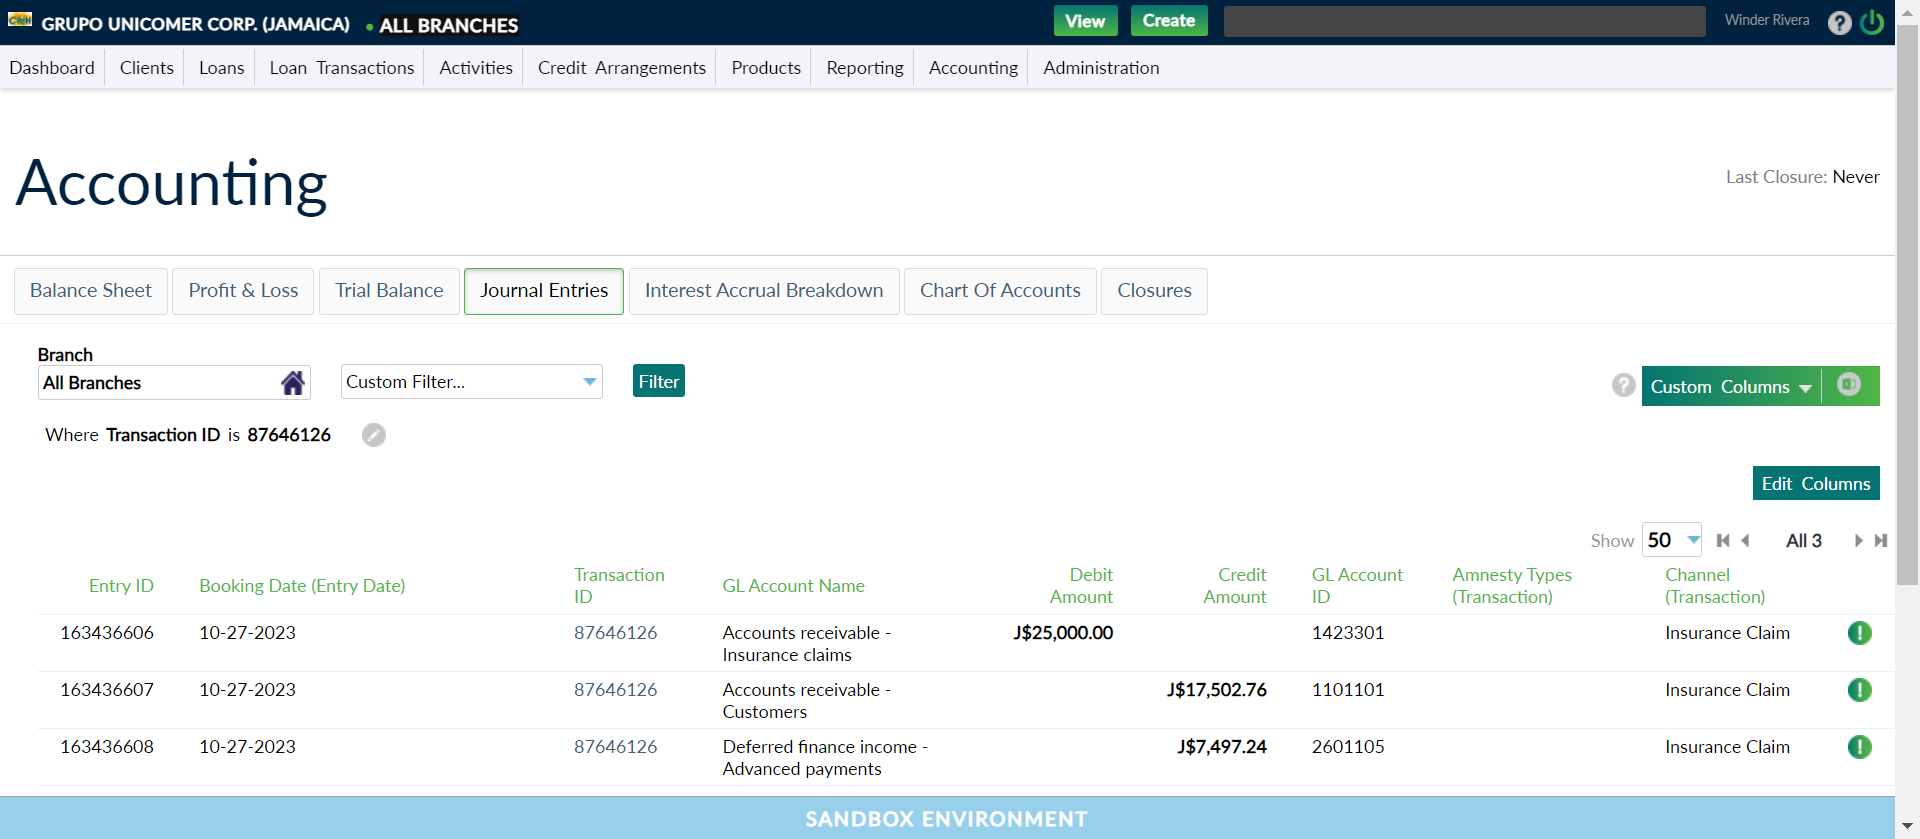 GRUPO UNICOMER CORP. (JAMAICA) • ALL BRANCHES View Create Winder Rivera ?
Dashboard Clients Loans Loan Transactions Activities Credit Arrangements Products Reporting Accounting Administration
Accounting
Last Closure: Never
Balance Sheet Profit & Loss Trial Balance Journal Entries Interest Accrual Breakdown Chart Of Accounts Closures
Branch
All Branches Custom Filter... Filter ? Custom Columns
Where Transaction ID is 87646126
Edit Columns
Show 50 All 3
Entry ID Booking Date (Entry Date) Transaction ID GL Account Name Debit Amount Credit Amount GL Account ID Amnesty Types (Transaction) Channel (Transaction)
163436606 10-27-2023 87646126 Accounts receivable - Insurance claims J$25,000.00 1423301 Insurance Claim
163436607 10-27-2023 87646126 Accounts receivable - Customers J$17,502.76 1101101 Insurance Claim
163436608 10-27-2023 87646126 Deferred finance income - Advanced payments J$7,497.24 2601105 Insurance Claim
SANDBOX ENVIRONMENT